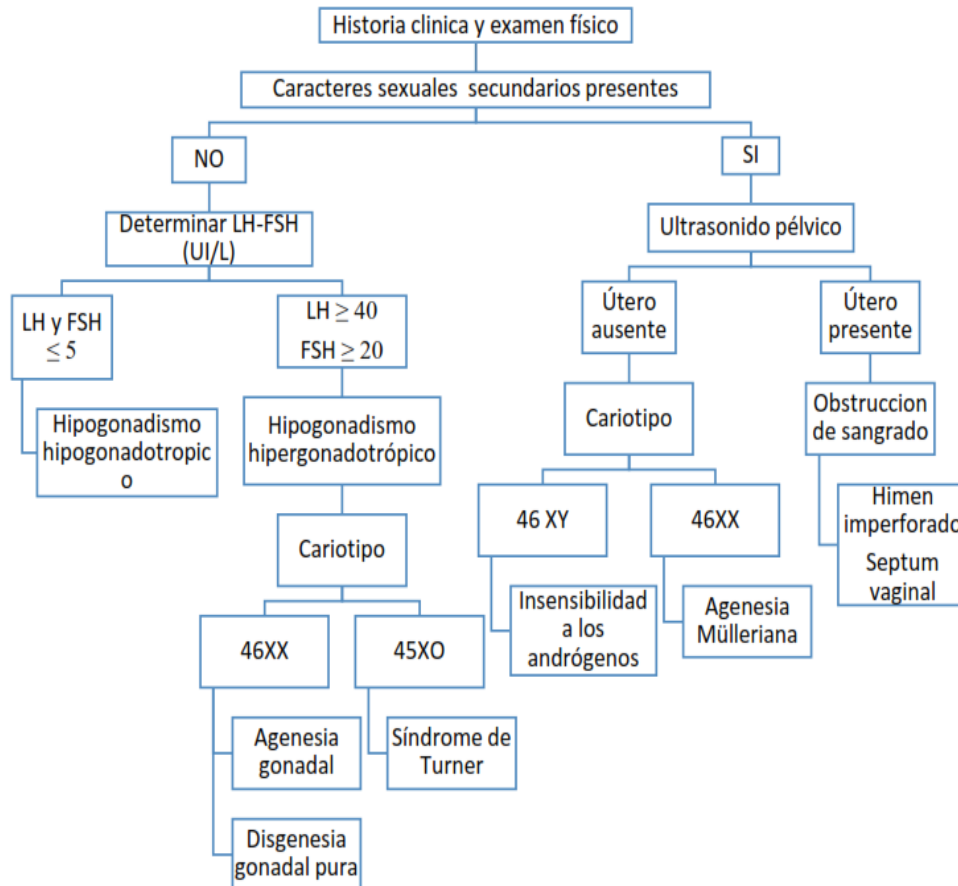 Historia clinica y examen físico
Caracteres sexuales secundarios presentes
NO
SI
Determinar LH-FSH
(UI/L)
Ultrasonido pélvico
LH y FSH
≤ 5
LH ≥ 40
FSH ≥ 20
Útero
ausente
Útero
presente
Hipogonadismo
hipogonadotropic
o
Hipogonadismo
hipergonadotrópico
Cariotipo
Obstruccion
de sangrado
Cariotipo
46 XY
46XX
Himen
imperforado
Septum
vaginal
Insensibilidad
a los
andrógenos
Agenesia
Mülleriana
46XX
45XO
Agenesia
gonadal
Síndrome de
Turner
Disgenesia
gonadal pura